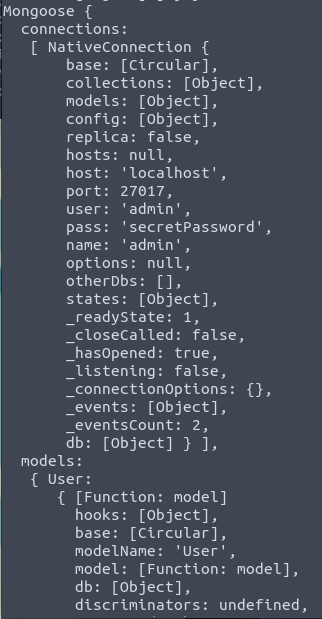 Mongoose {
  connections:
   [ NativeConnection {
       base: [Circular],
       collections: [Object],
       models: [Object],
       config: [Object],
       replica: false,
       hosts: null,
       host: 'localhost',
       port: 27017,
       user: 'admin',
       pass: 'secretPassword',
       name: 'admin',
       options: null,
       otherDbs: [],
       states: [Object],
       _readyState: 1,
       _closeCalled: false,
       _hasOpened: true,
       _listening: false,
       _connectionOptions: {},
       _events: [Object],
       _eventsCount: 2,
       db: [Object] } ],
  models:
   { User:
      { [Function: model]
        hooks: [Object],
        base: [Circular],
        modelName: 'User',
        model: [Function: model],
        db: [Object],
        discriminators: undefined,